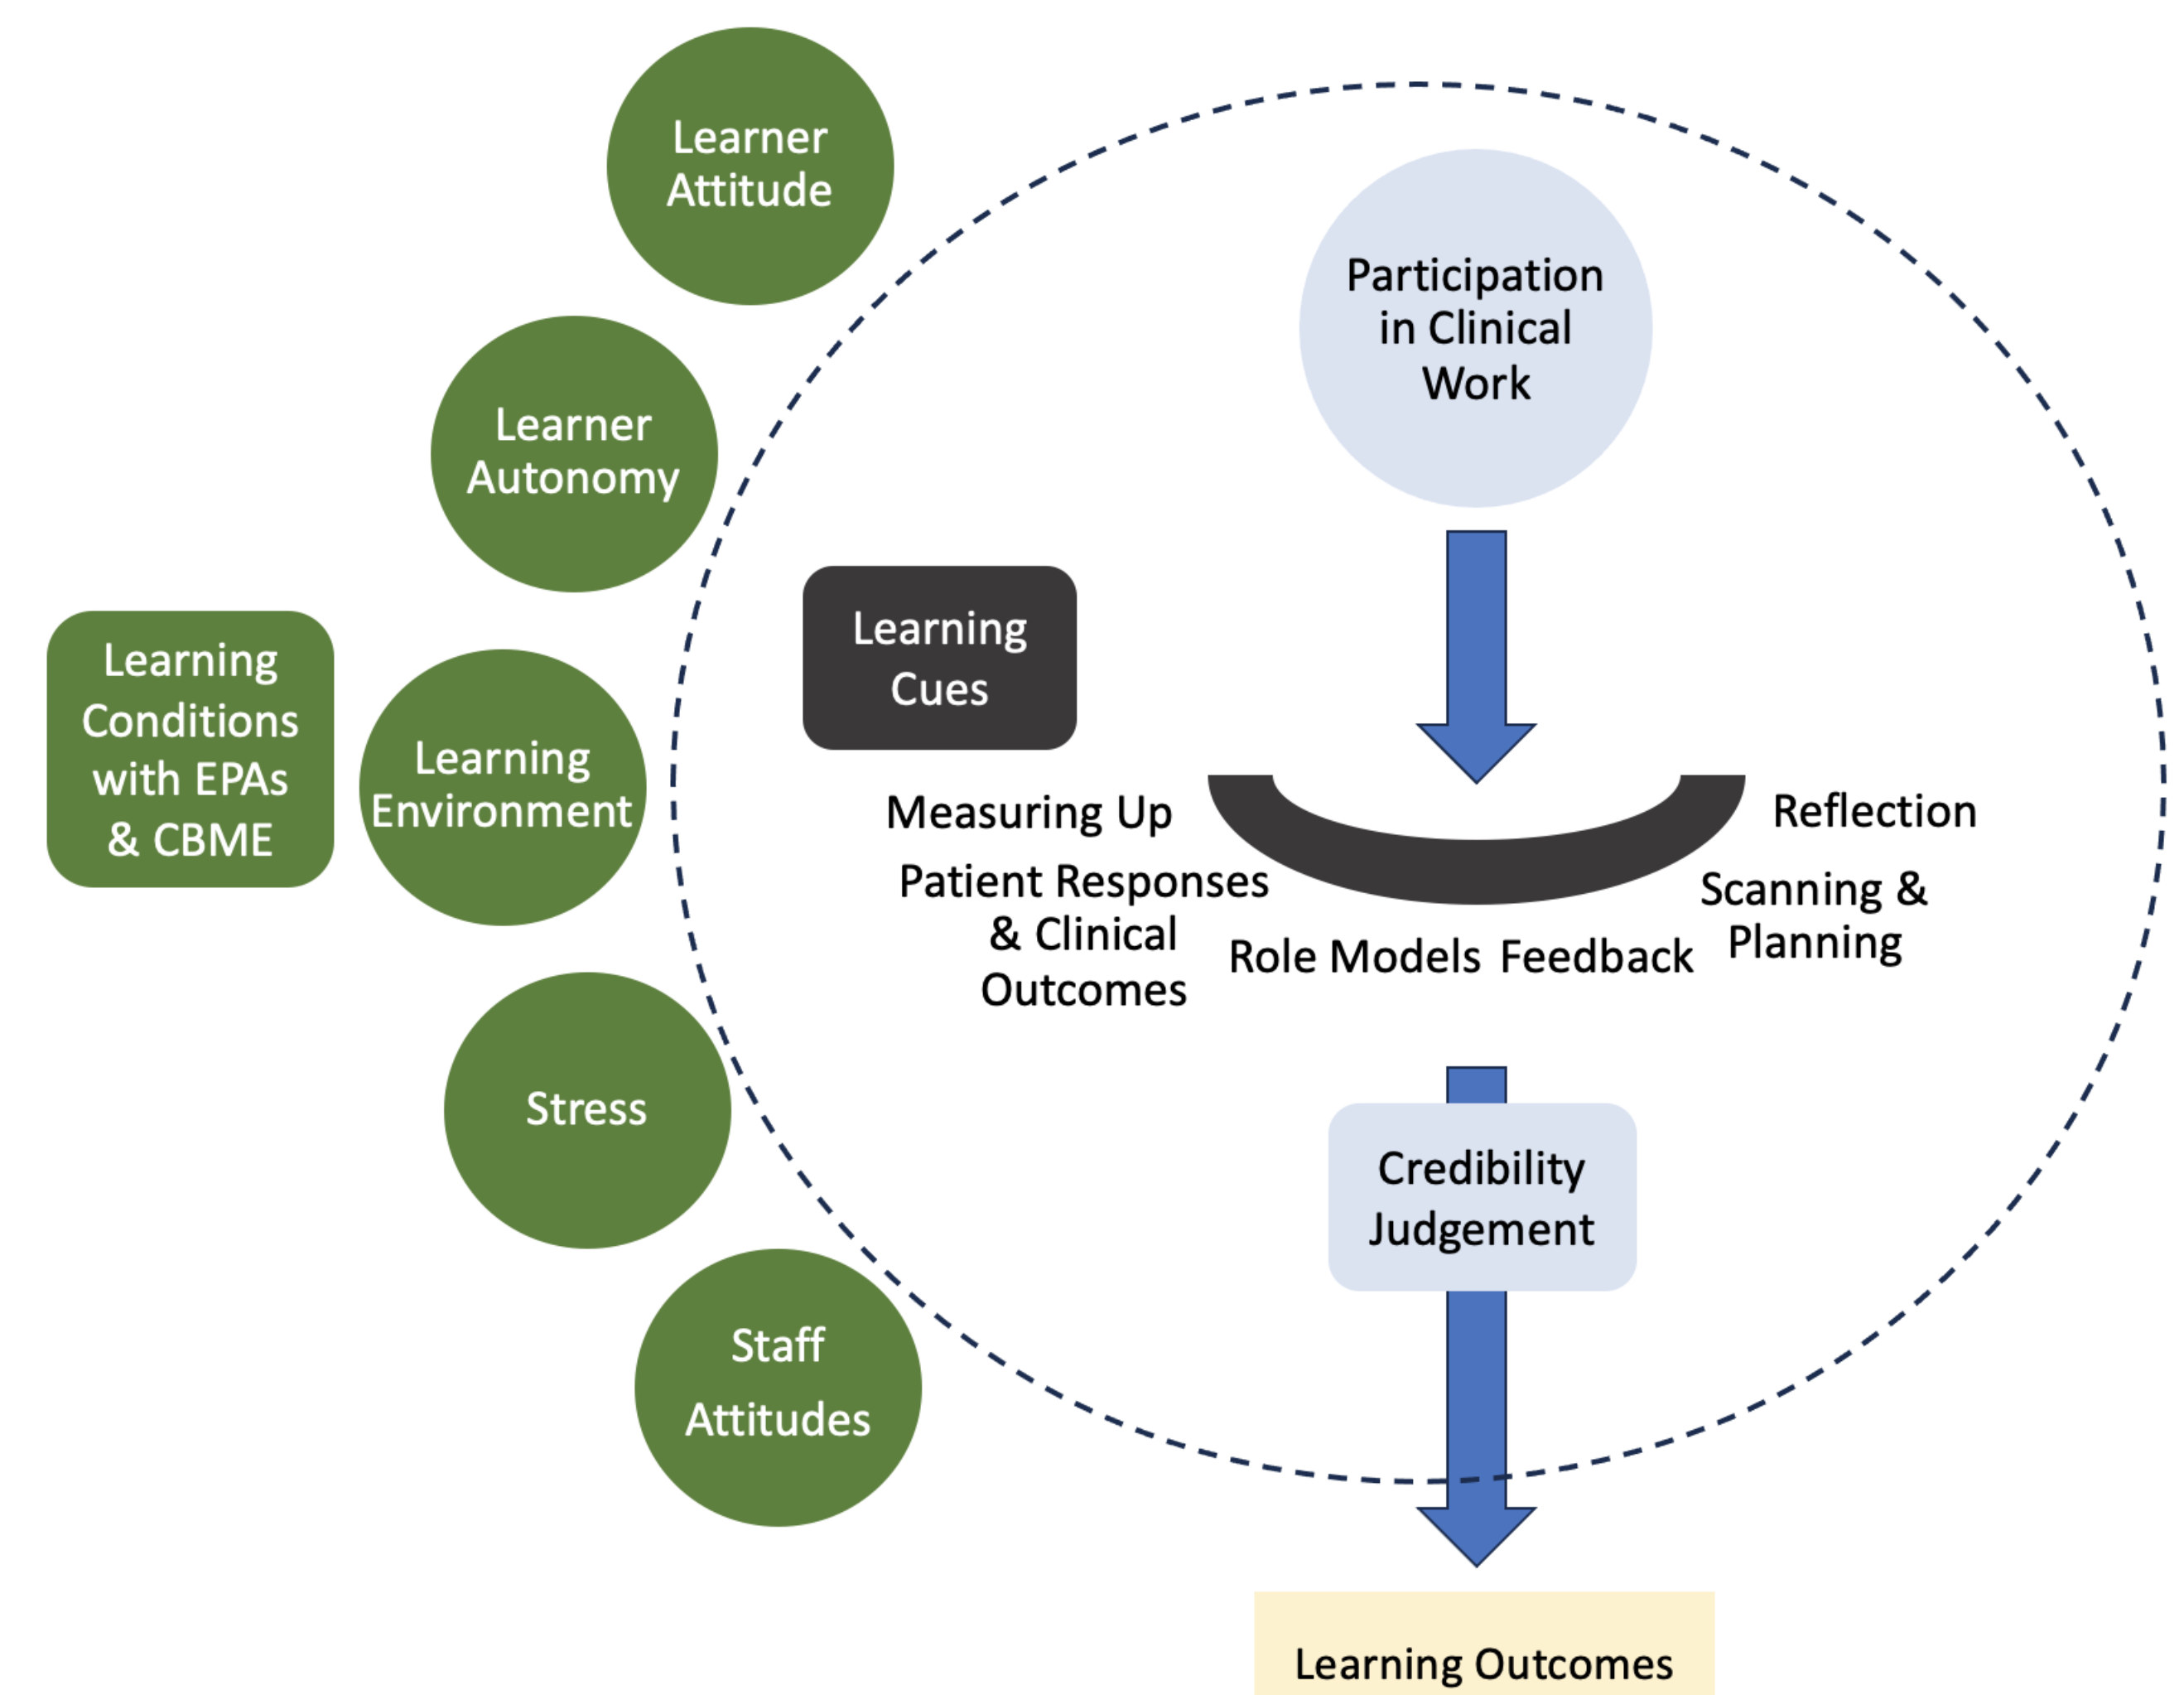 Learner
Attitude
Learner
Autonomy
Learning
Conditions
with EPAs
& CBME
Learning
Environment
Stress
Staff
Attitudes
Participation
in Clinical
Work
Learning
Cues
Measuring Up
Patient Responses
& Clinical
Outcomes
Role Models
Feedback
Scanning &
Planning
Reflection
Credibility
Judgement
Learning Outcomes